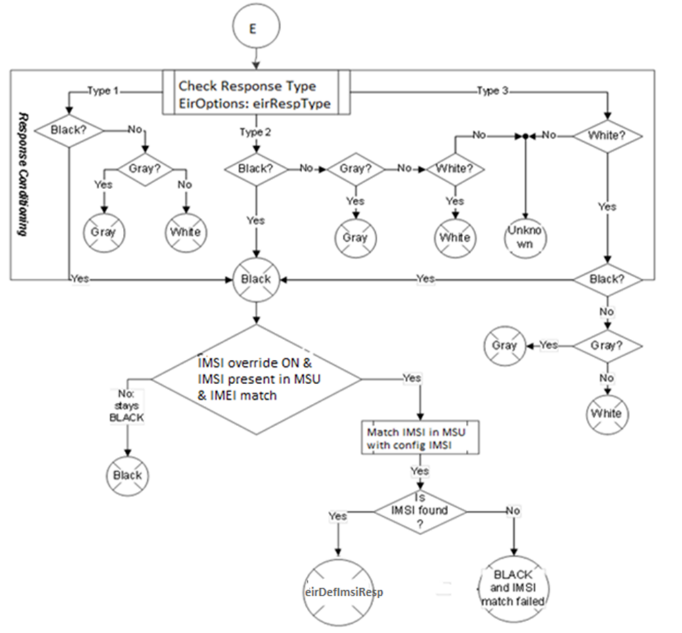 E
Check Response Type
EirOptions: eirRespType
Response Conditioning
Type 1
Type 2
Type 3
Black?
No
Gray?
Yes
No
Gray
White
Black?
No
Gray?
No
White?
No
No
White?
Yes
Yes
Yes
Gray
White
Unkno
wn
Yes
Yes
Black
Yes
Black?
No
Gray
Yes
Gray?
No
White
IMSI override ON &
IMSI present in MSU
& IMEI match
No:
stays
BLACK
Black
Yes
Match IMSI in MSU
with config IMSI
Yes
Is
IMSI found
?
Yes
No
eirDefImsiResp
BLACK
and IMSI
match failed